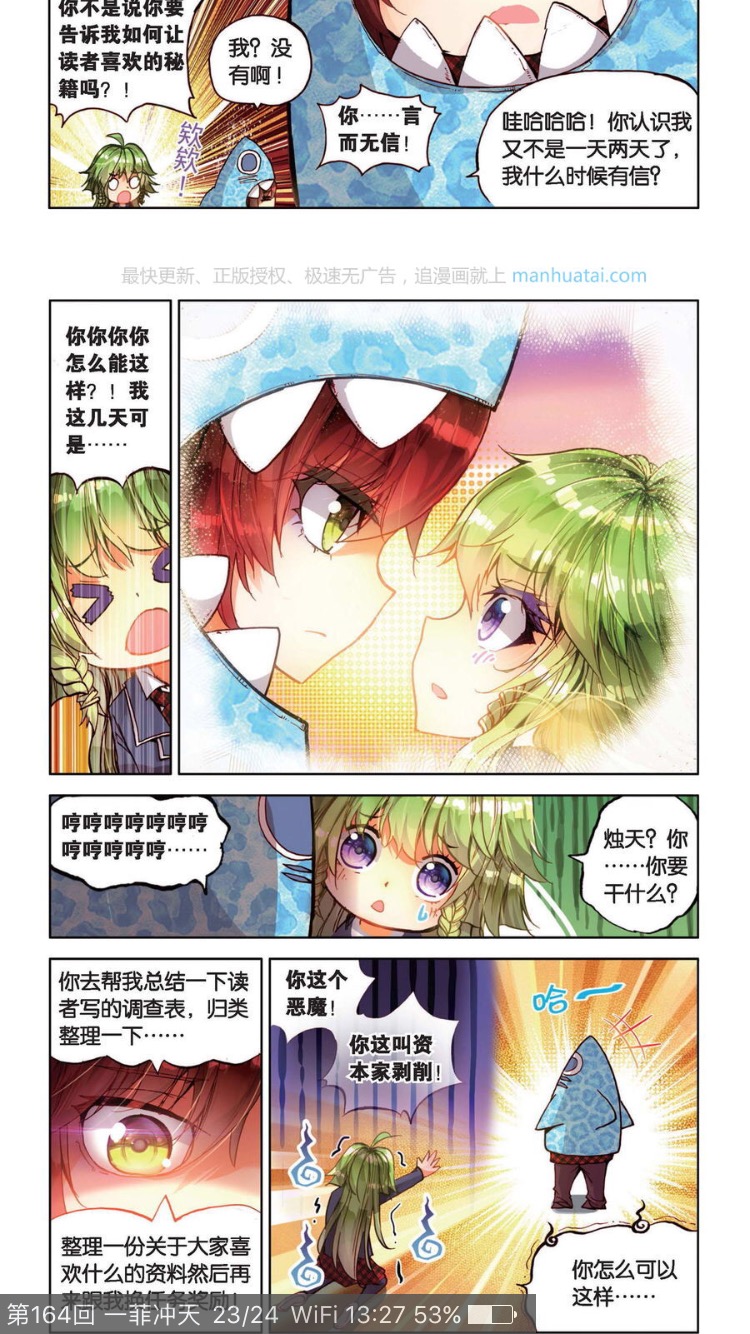 你不是说你要
告诉我如何让
读者喜欢的秘
籍吗？！
我？没
有啊！
欸欸！
你……言
而无信！
哇哈哈哈！你认识我
又不是一天两天了，
我什么时候有信？
最快更新、正版授权、极速无广告，追漫画就上 manhuatai.com
你你你你
怎么能这
样？！我
这几天可
是……
哼哼哼哼哼哼哼
哼哼哼哼哼……
烛天？你
……你要
干什么？
你去帮我总结一下读
者写的调查表，归类
整理一下……
整理一份关于大家喜
欢什么的资料然后再
来跟我换任务奖励！
你这个
恶魔！
你这叫资
本家剥削！
哈～
你怎么可以
这样……
第164回 一菲冲天 23/24 WiFi 13:27 53%